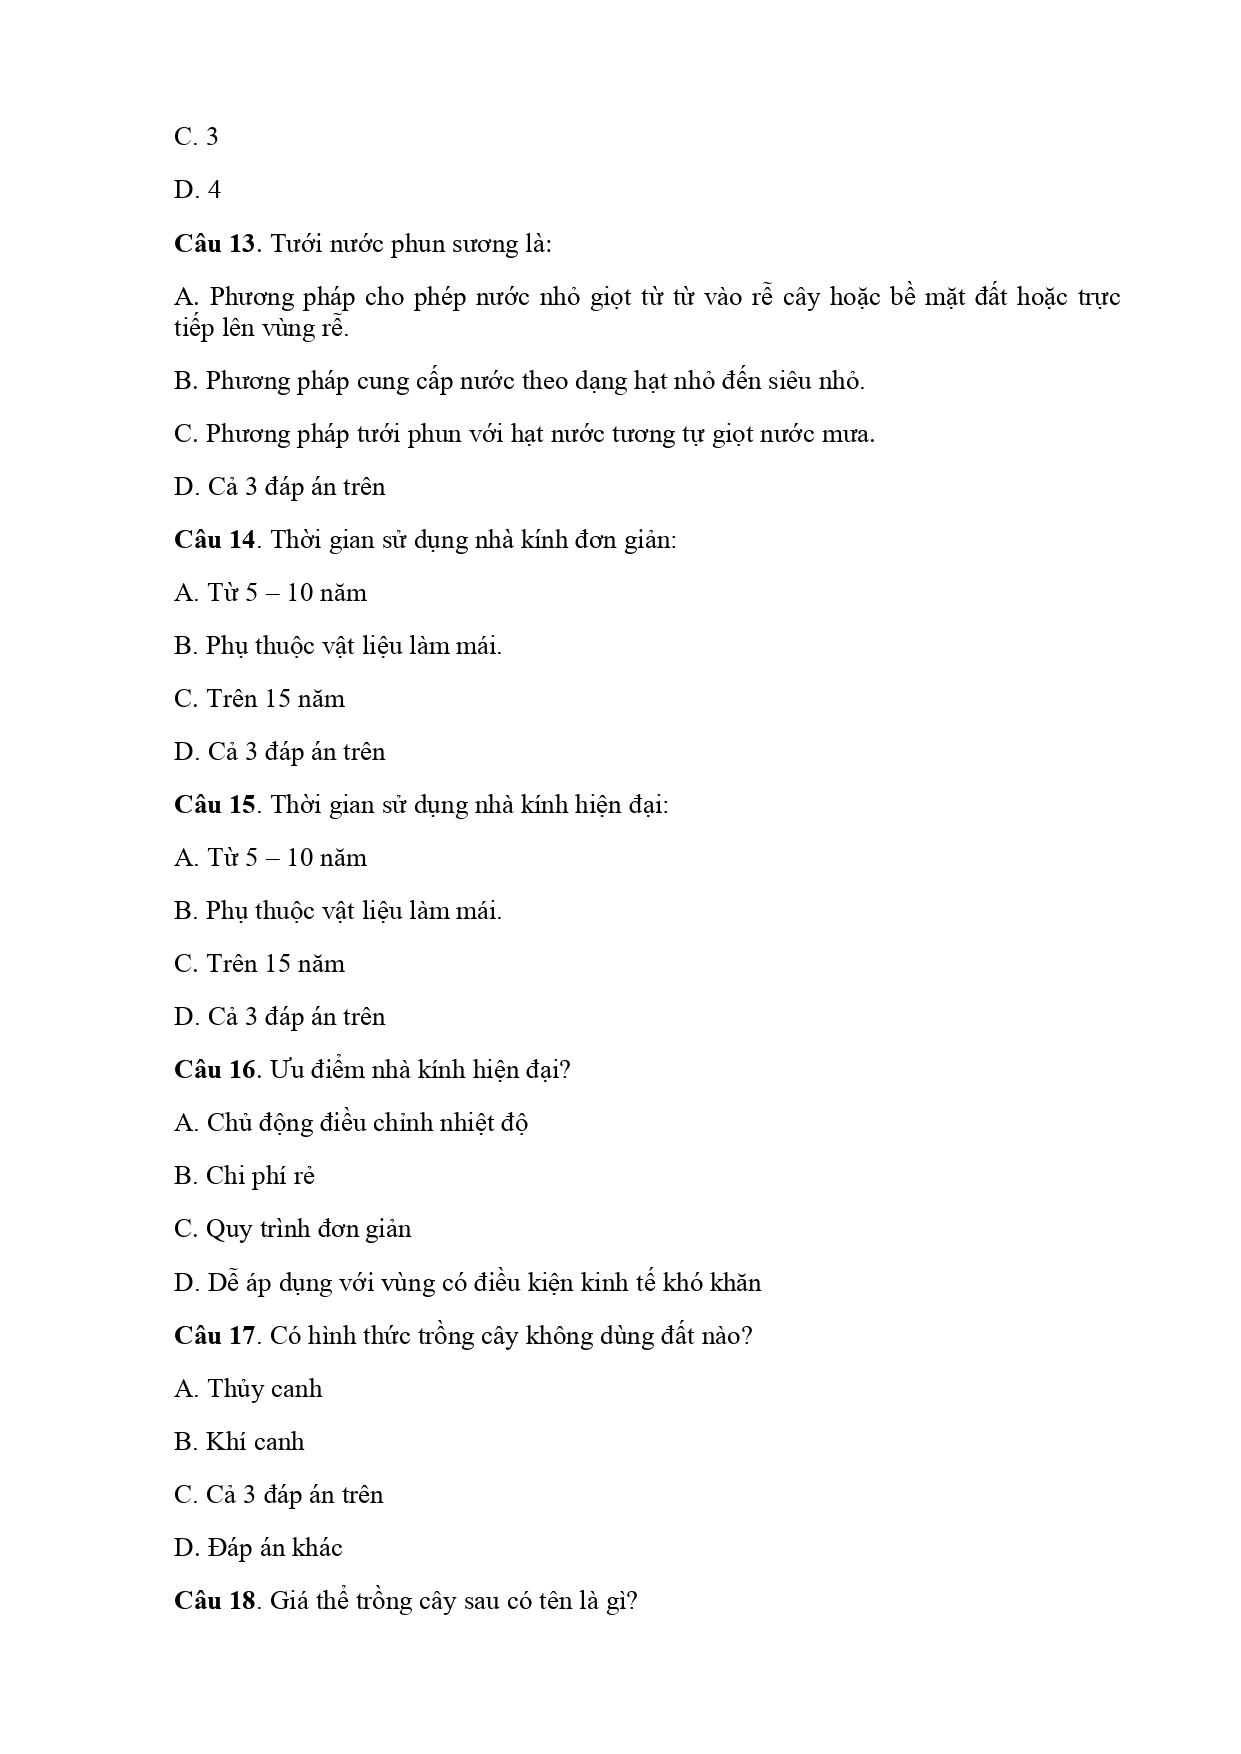 C. 3
D. 4
Câu 13. Tưới nước phun sương là:
A. Phương pháp cho phép nước nhỏ giọt từ từ vào rễ cây hoặc bề mặt đất hoặc trực
tiếp lên vùng rễ.
B. Phương pháp cung cấp nước theo dạng hạt nhỏ đến siêu nhỏ.
C. Phương pháp tưới phun với hạt nước tương tự giọt nước mưa.
D. Cả 3 đáp án trên
Câu 14. Thời gian sử dụng nhà kính đơn giản:
A. Từ 5 – 10 năm
B. Phụ thuộc vật liệu làm mái.
C. Trên 15 năm
D. Cả 3 đáp án trên
Câu 15. Thời gian sử dụng nhà kính hiện đại:
A. Từ 5 – 10 năm
B. Phụ thuộc vật liệu làm mái.
C. Trên 15 năm
D. Cả 3 đáp án trên
Câu 16. Ưu điểm nhà kính hiện đại?
A. Chủ động điều chỉnh nhiệt độ
B. Chi phí rẻ
C. Quy trình đơn giản
D. Dễ áp dụng với vùng có điều kiện kinh tế khó khăn
Câu 17. Có hình thức trồng cây không dùng đất nào?
A. Thủy canh
B. Khí canh
C. Cả 3 đáp án trên
D. Đáp án khác
Câu 18. Giá thể trồng cây sau có tên là gì?